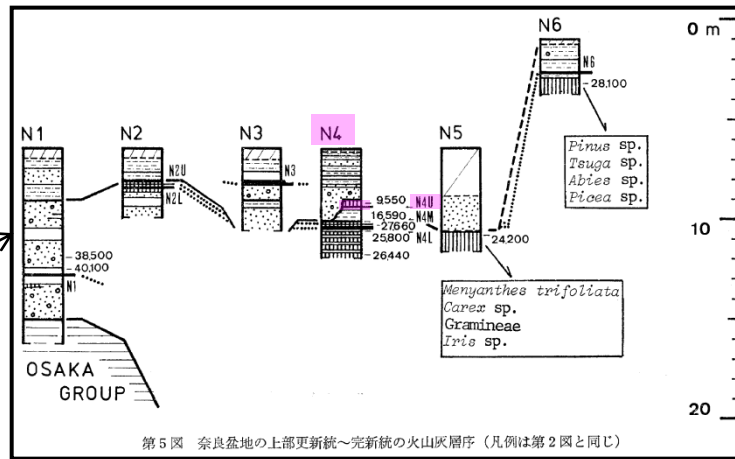 N1
N2
N3
N4
N5
N6
0 m
10
20
N2U
N2L
N3
N6
-28,100
Pinus sp.
Tsuga sp.
Abies sp.
Picea sp.
9,550 N4U
16,590 N4M
-27,660
25,800 N4L
-26,440
-24,200
-38,500
-40,100
N1
Menyanthes trifoliata
Carex sp.
Gramineae
Iris sp.
OSAKA
GROUP
第5図 奈良盆地の上部更新統~完新統の火山灰層序 (凡例は第2図と同じ)